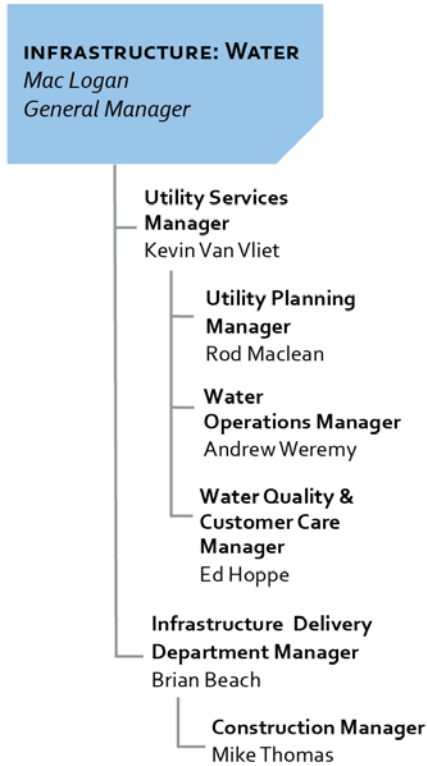 INFRASTRUCTURE: WATER
Mac Logan
General Manager
Utility Services
Manager
Kevin Van Vliet
Utility Planning
Manager
Rod Maclean
Water
Operations Manager
Andrew Weremy
Water Quality &
Customer Care
Manager
Ed Hoppe
Infrastructure Delivery
Department Manager
Brian Beach
Construction Manager
Mike Thomas